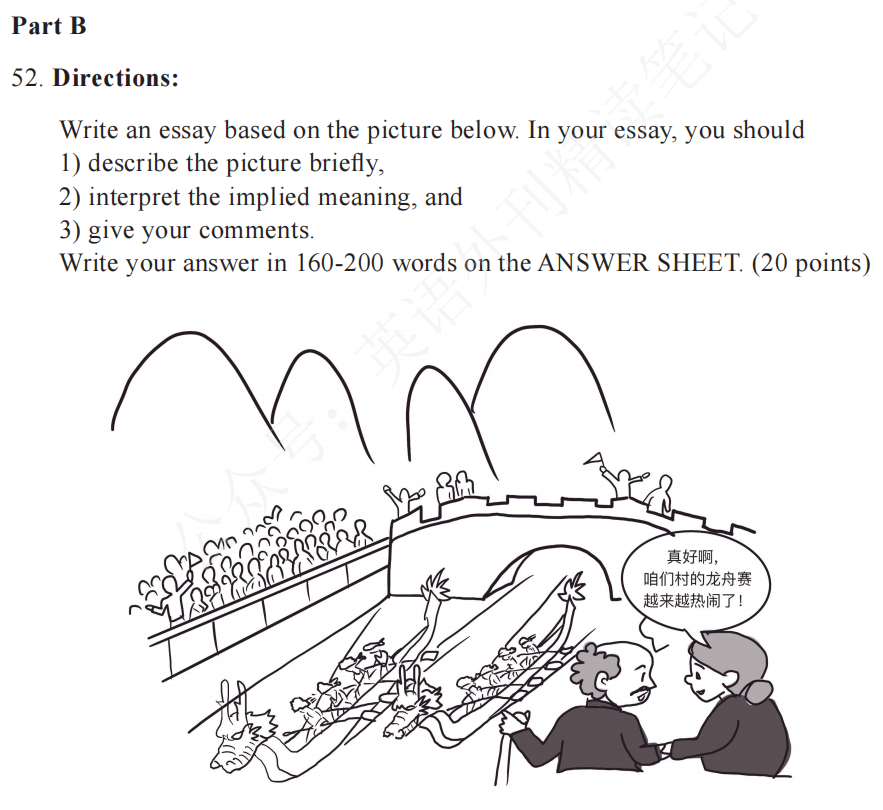 Part B
52. Directions:
Write an essay based on the picture below. In your essay, you should
1) describe the picture briefly,
2) interpret the implied meaning, and
3) give your comments.
Write your answer in 160-200 words on the ANSWER SHEET. (20 points)
公众号：英语外刊精读笔记
真好啊，
咱们村的龙舟赛
越来越热闹了！